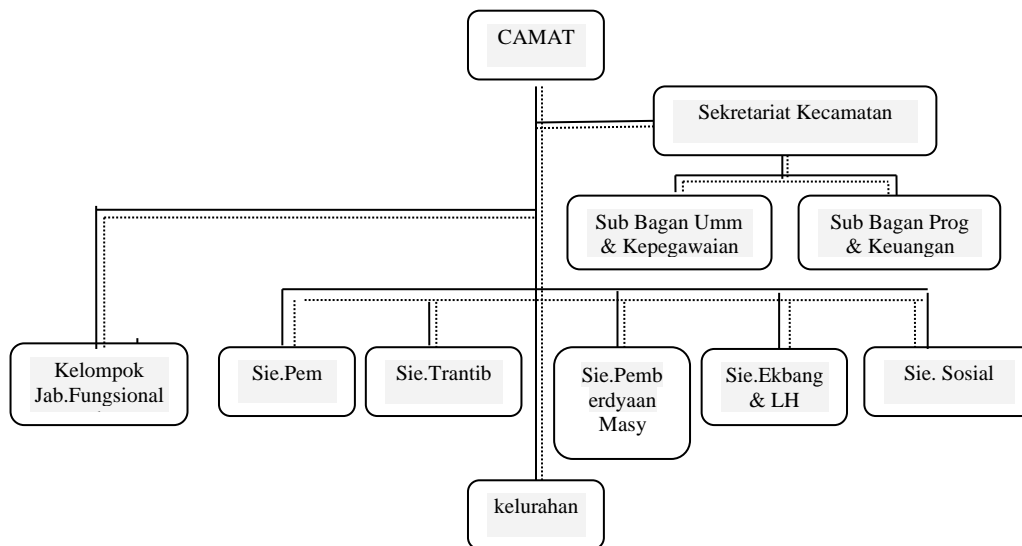 CAMAT
Sekretariat Kecamatan
Sub Bagan Umm
& Kepegawaian
Sub Bagan Prog
& Keuangan
Kelompok
Jab.Fungsional
Sie.Pem
Sie.Trantib
Sie.Pemb
erdyaan
Masy
Sie.Ekbang
& LH
Sie. Sosial
kelurahan